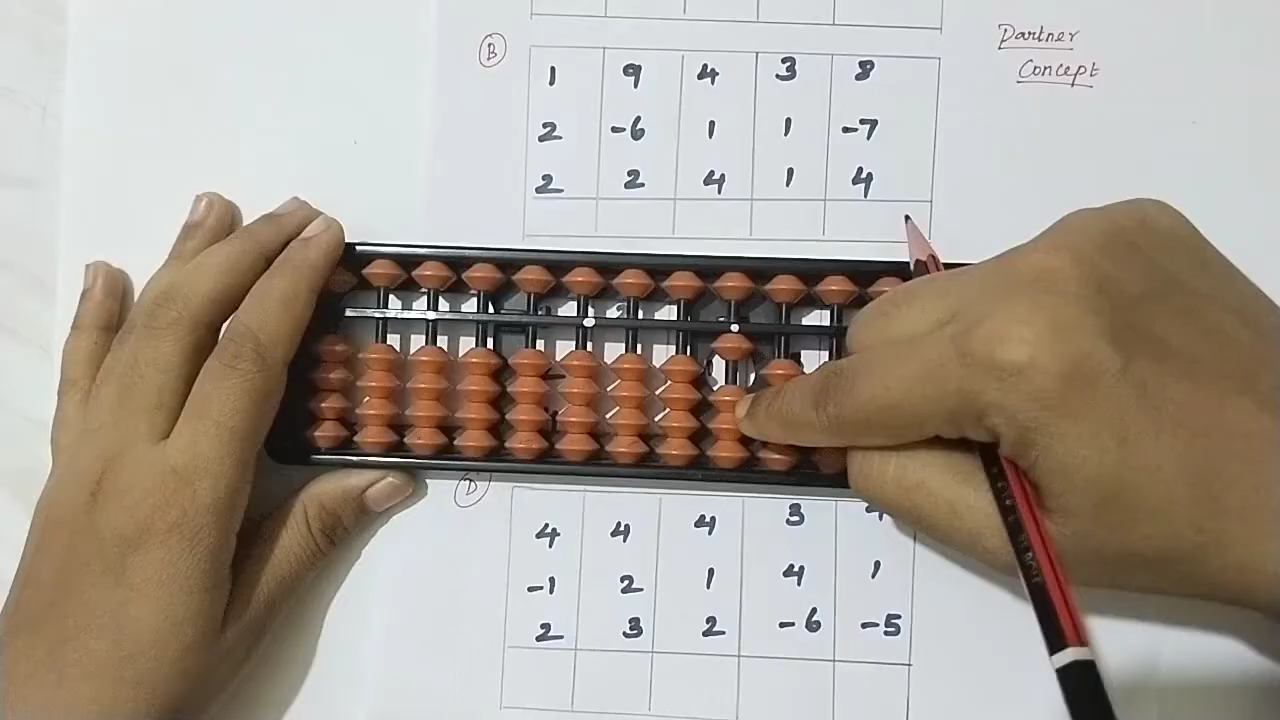 Partner
Concept
B
1 9 4 3 8
2 -6 1 1 -7
2 2 4 1 4
D
4 4 4 3 4
-1 2 1 4 1
2 3 2 -6 -5